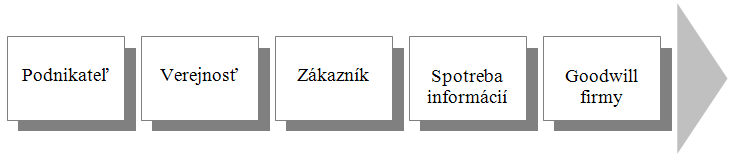 Podnikateľ
Verejnosť
Zákazník
Spotreba
informácií
Goodwill
firmy